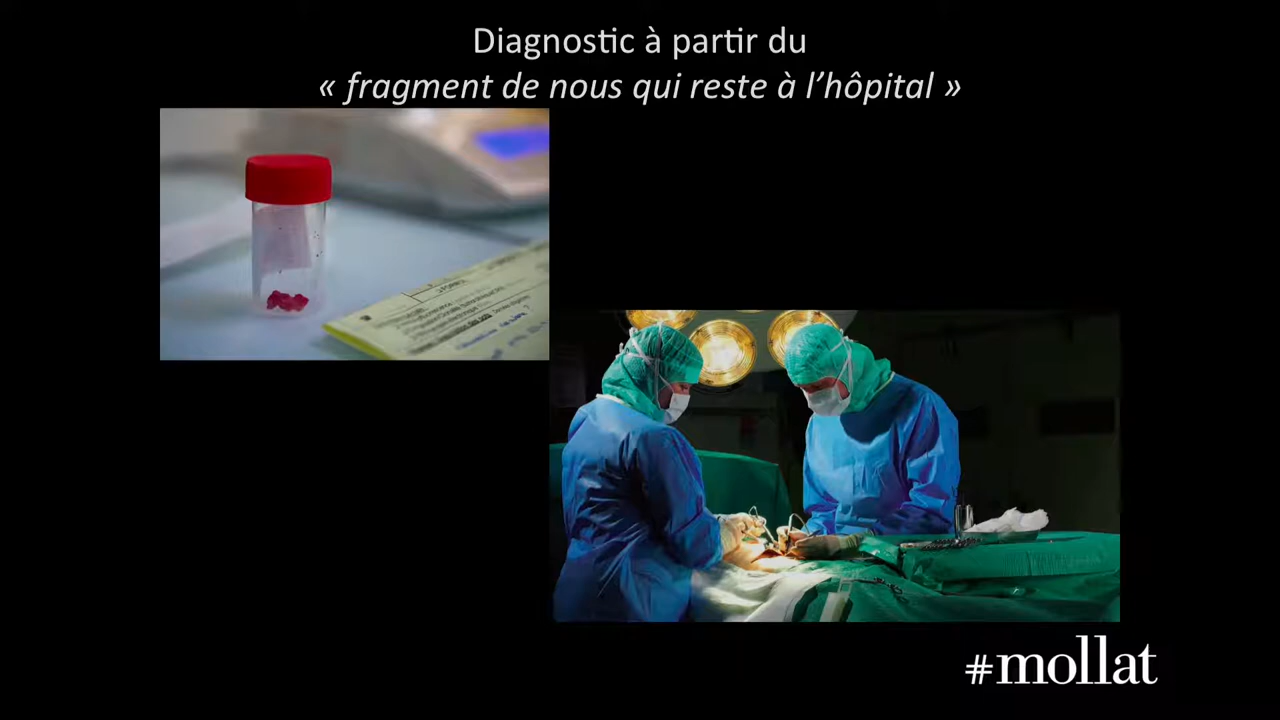 Diagnostic à partir du
« fragment de nous qui reste à l’hôpital »
#mollat